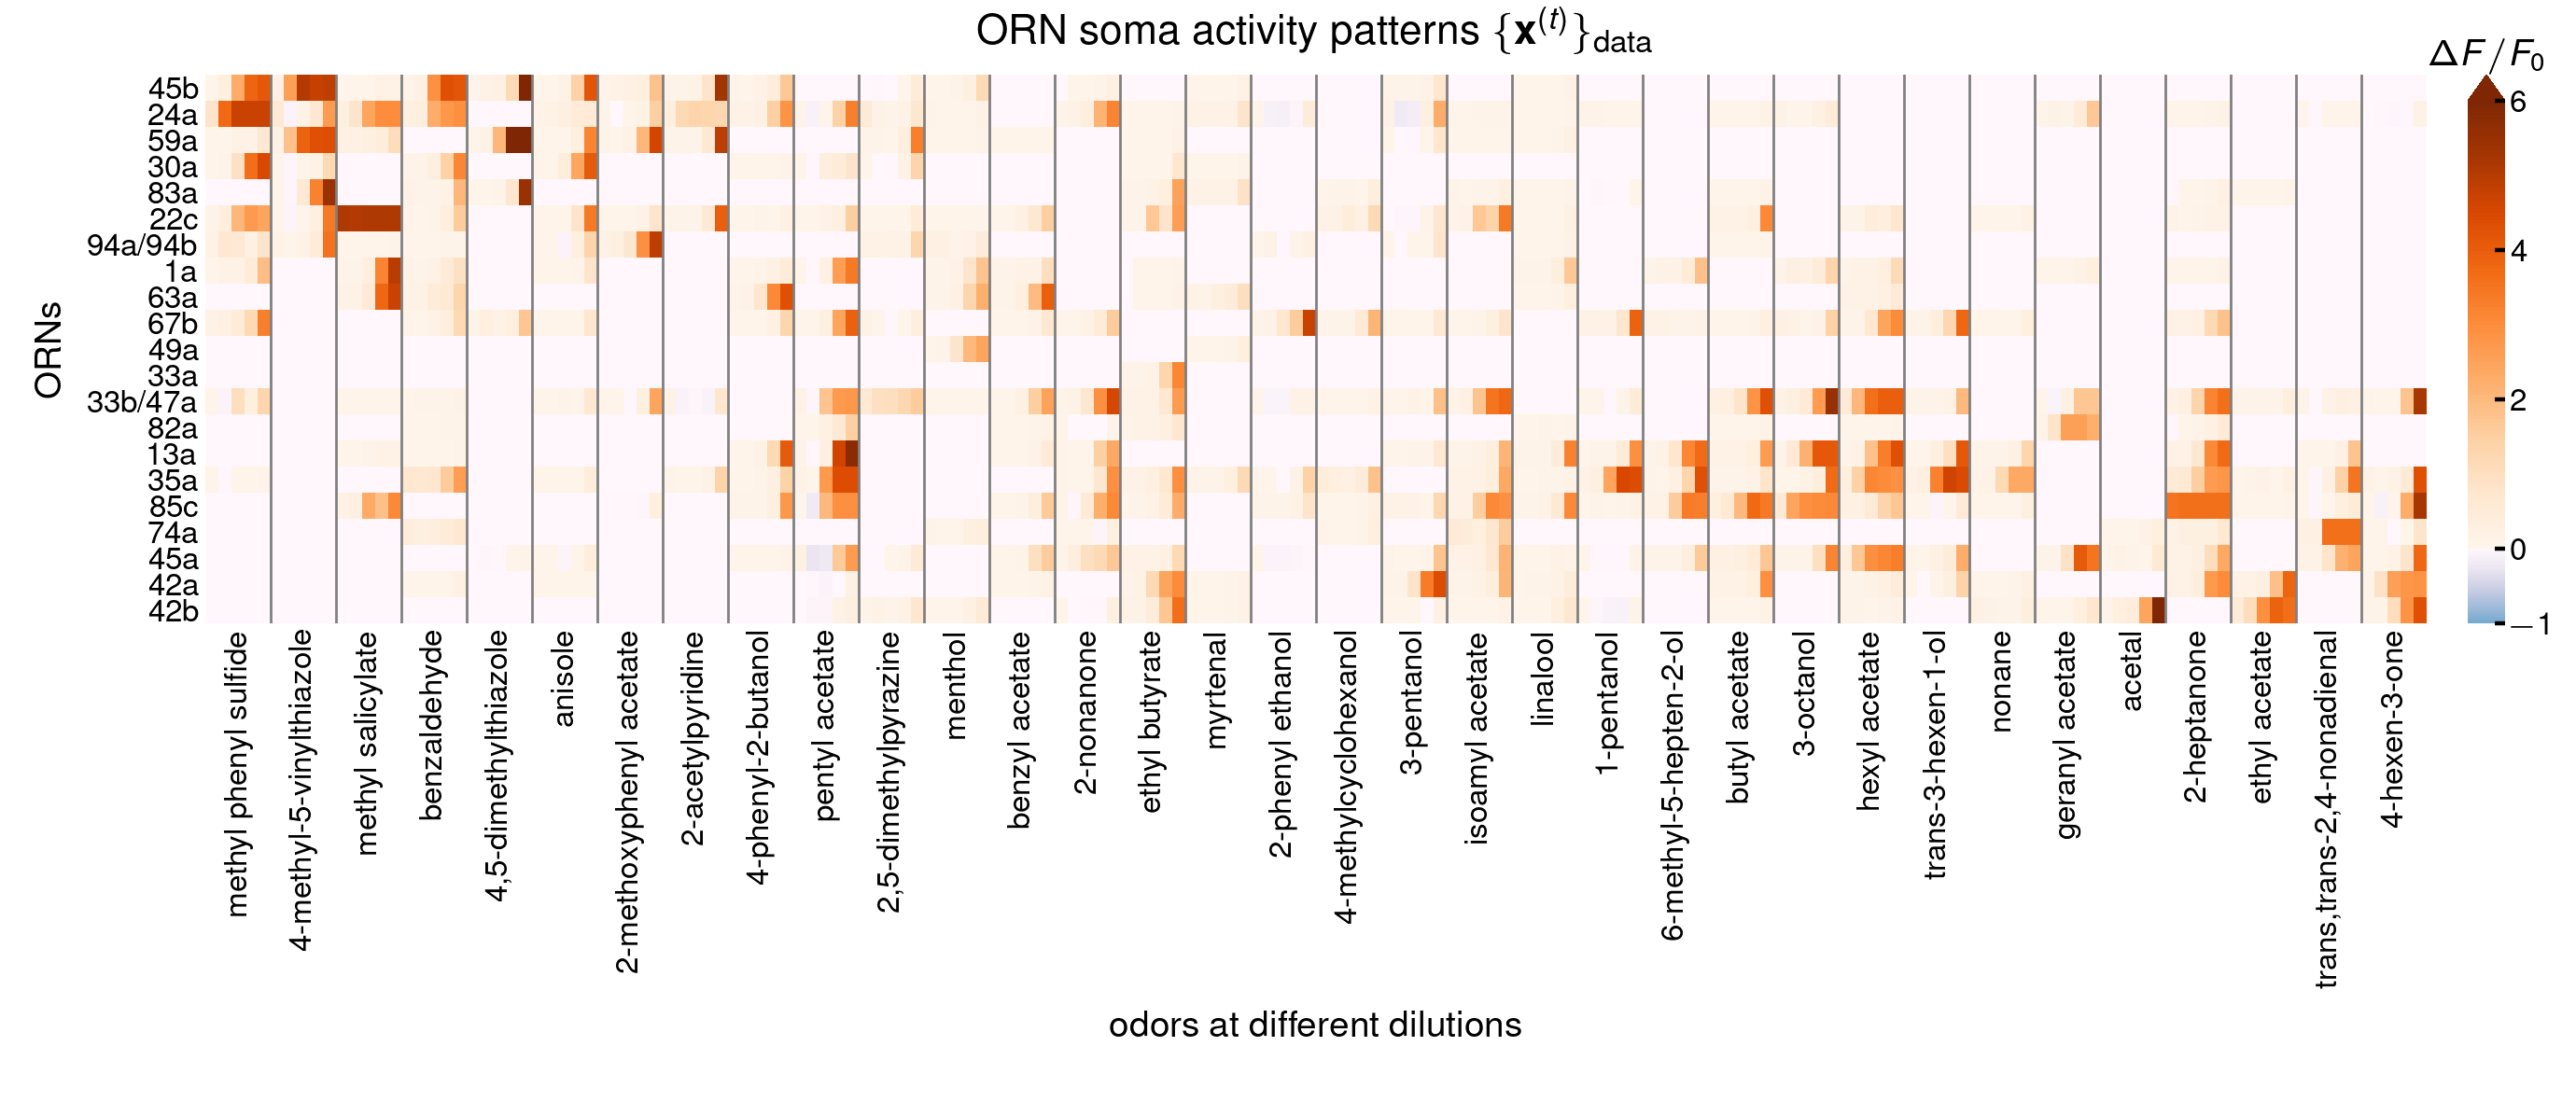 ORN soma activity patterns {x^(t)}_data
ΔF/F₀
ORNs
45b
24a
59a
30a
83a
22c
94a/94b
1a
63a
67b
49a
33a
33b/47a
82a
13a
35a
85c
74a
45a
42a
42b
6
4
2
0
−1
methyl phenyl sulfide
4-methyl-5-vinylthiazole
methyl salicylate
benzaldehyde
4,5-dimethylthiazole
anisole
2-methoxyphenyl acetate
2-acetylpyridine
4-phenyl-2-butanol
pentyl acetate
2,5-dimethylpyrazine
menthol
benzyl acetate
2-nonanone
ethyl butyrate
myrtenal
2-phenyl ethanol
4-methylcyclohexanol
3-pentanol
isoamyl acetate
linalool
1-pentanol
6-methyl-5-hepten-2-ol
butyl acetate
3-octanol
hexyl acetate
trans-3-hexen-1-ol
nonane
geranyl acetate
acetal
2-heptanone
ethyl acetate
trans,trans-2,4-nonadienal
4-hexen-3-one
odors at different dilutions